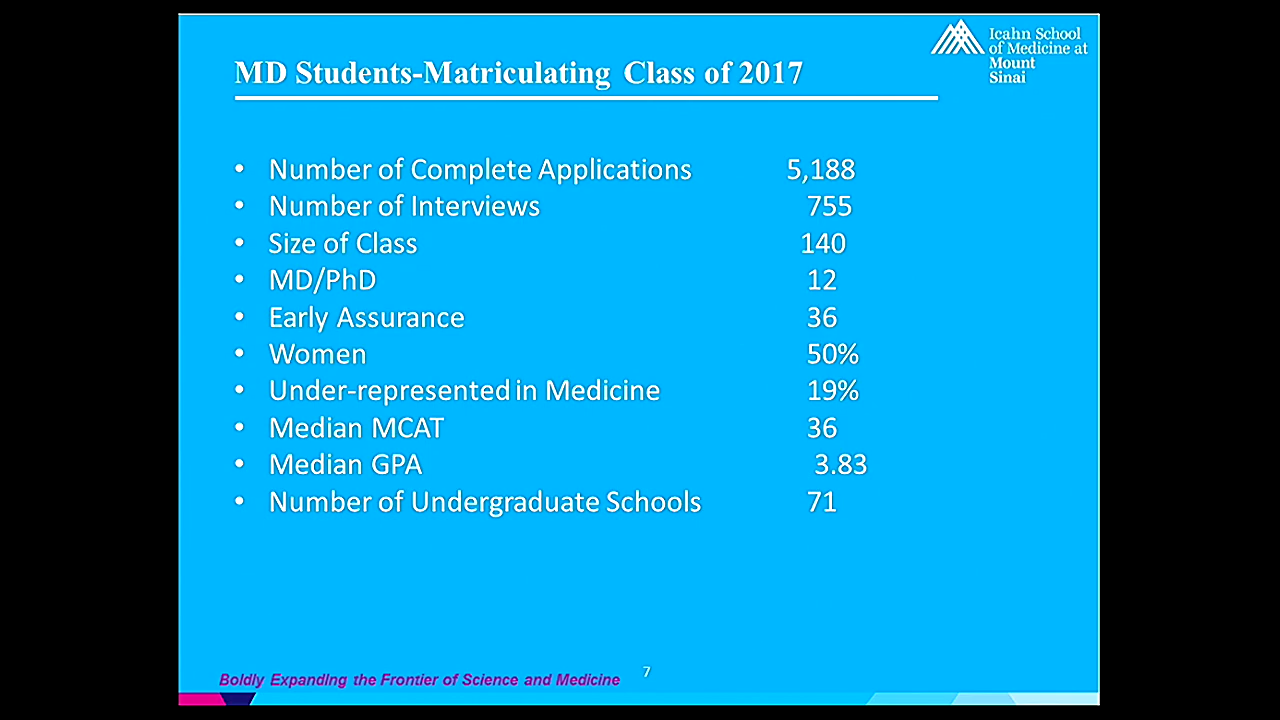 Icahn School
of Medicine at
Mount
Sinai
MD Students-Matriculating Class of 2017
• Number of Complete Applications 5,188
• Number of Interviews 755
• Size of Class 140
• MD/PhD 12
• Early Assurance 36
• Women 50%
• Under-represented in Medicine 19%
• Median MCAT 36
• Median GPA 3.83
• Number of Undergraduate Schools 71
Boldly Expanding the Frontier of Science and Medicine 7